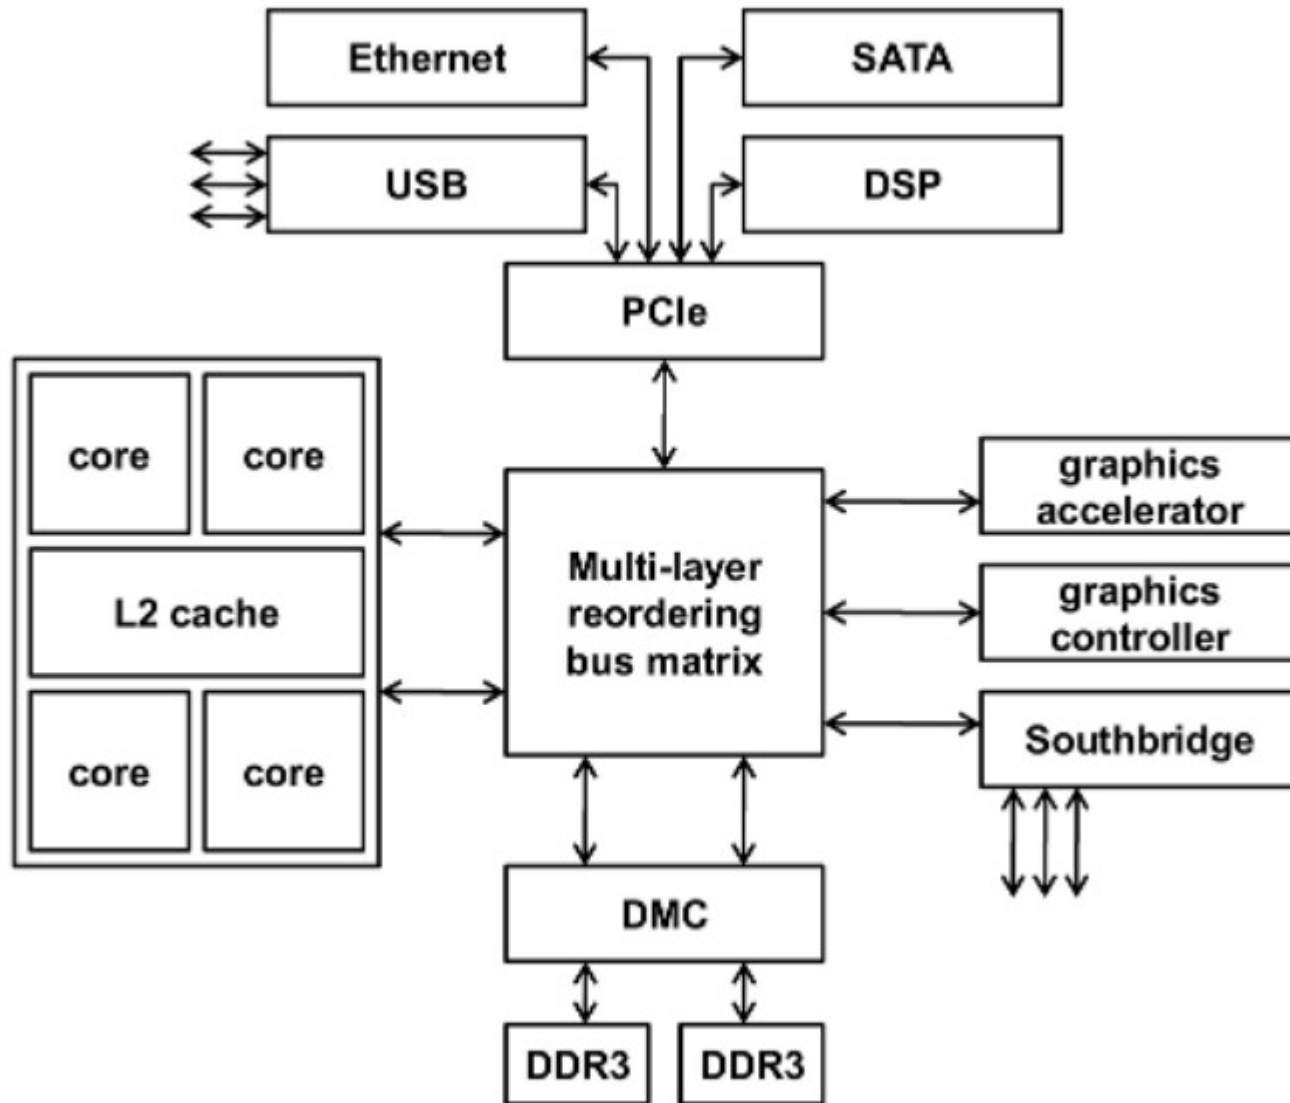 Ethernet
SATA
USB
DSP
PCIe
core
core
L2 cache
core
core
Multi-layer
reordering
bus matrix
graphics
accelerator
graphics
controller
Southbridge
DMC
DDR3
DDR3